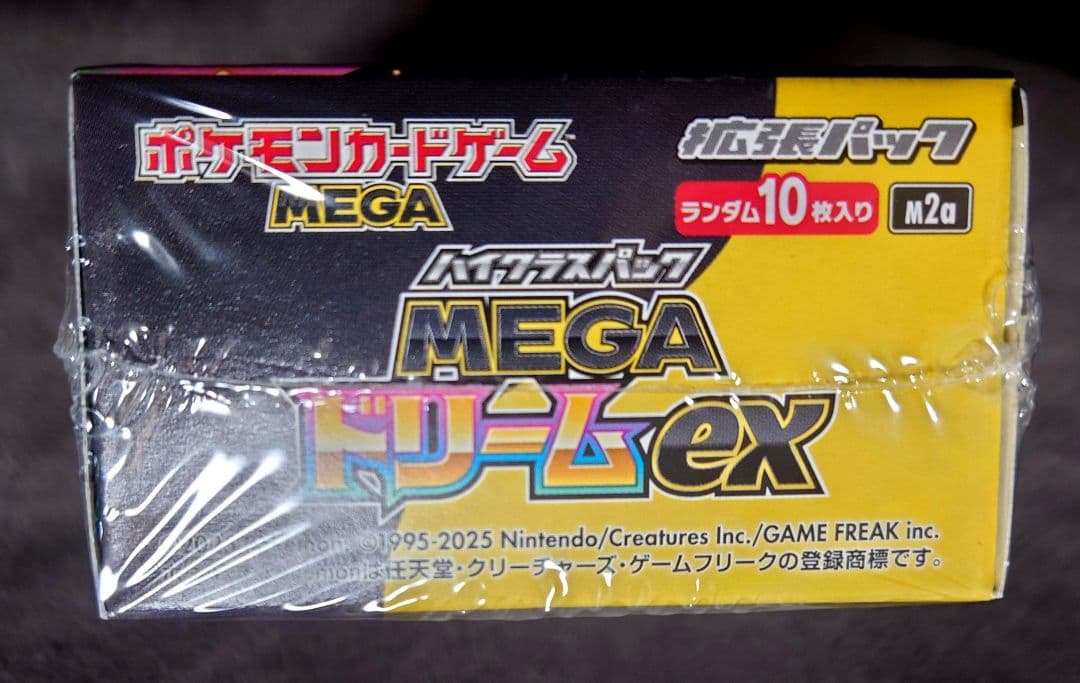 ポケモンカードゲーム
MEGA
拡張パック
ランダム10枚入り
M2a
ハイクラスパック
MEGA
ドリームex
©1995-2025 Nintendo/Creatures Inc./GAME FREAK inc.
は任天堂・クリーチャーズ・ゲームフリークの登録商標です。